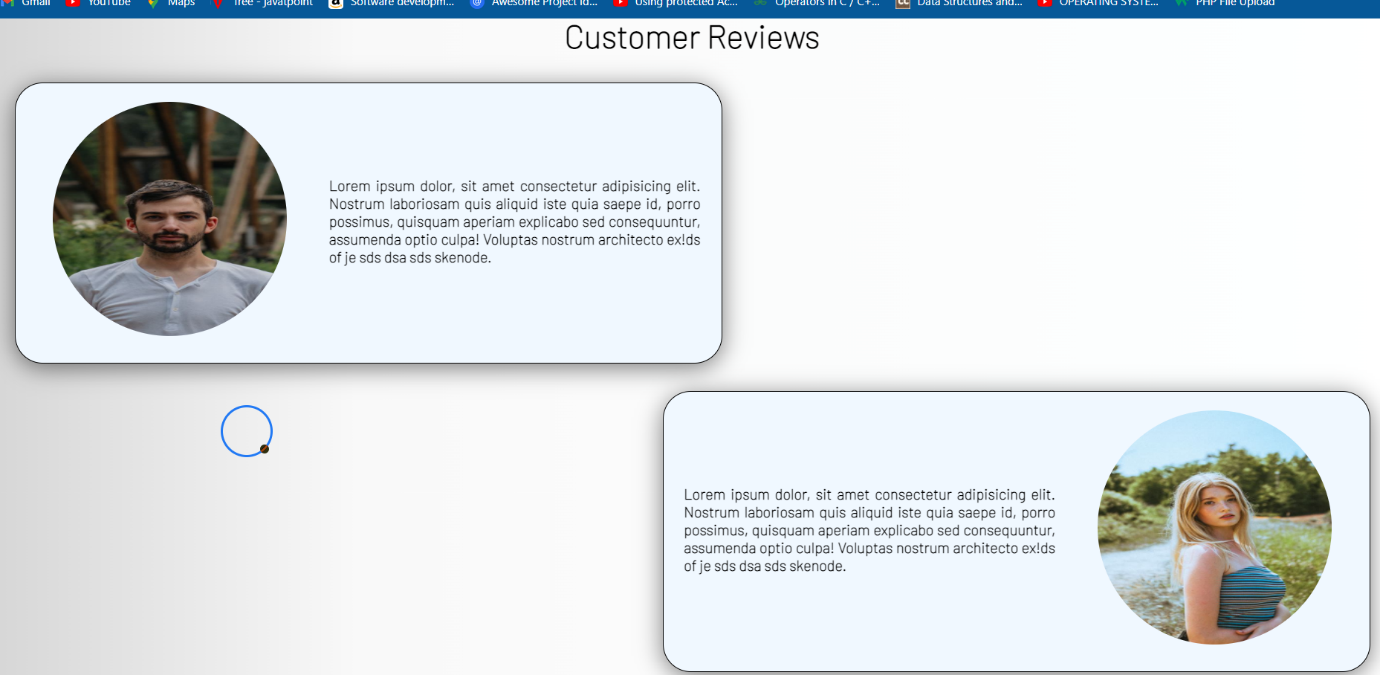 Gmail YouTube Maps Tree - javatpoint Software developm... Awesome Project Id... Using protected Ac... Operators in C / C+... Data Structures and... OPERATING SYSTE... PHP File Upload
Customer Reviews
Lorem ipsum dolor, sit amet consectetur adipisicing elit.
Nostrum laboriosam quis aliquid iste quia saepe id, porro
possimus, quisquam aperiam explicabo sed consequuntur,
assumenda optio culpa! Voluptas nostrum architecto ex!ds
of je sds dsa sds skenode.
Lorem ipsum dolor, sit amet consectetur adipisicing elit.
Nostrum laboriosam quis aliquid iste quia saepe id, porro
possimus, quisquam aperiam explicabo sed consequuntur,
assumenda optio culpa! Voluptas nostrum architecto ex!ds
of je sds dsa sds skenode.